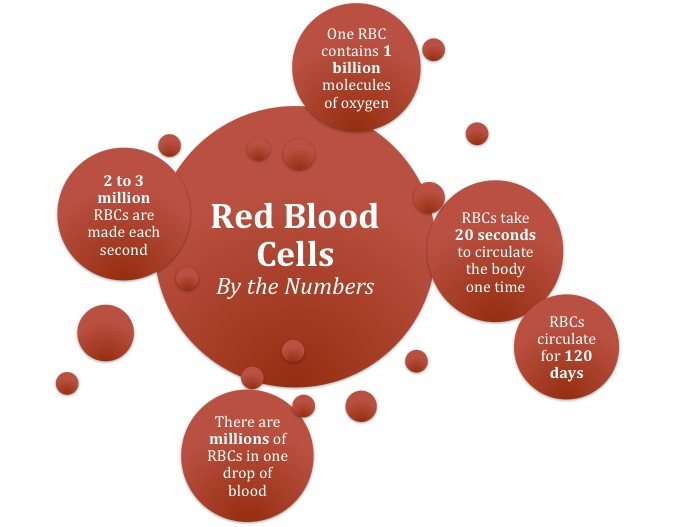 One RBC
contains 1
billion
molecules
of oxygen
2 to 3
million
RBCs are
made each
second
Red Blood
Cells
By the Numbers
RBCs take
20 seconds
to circulate
the body
one time
RBCs
circulate
for 120
days
There are
millions of
RBCs in one
drop of
blood